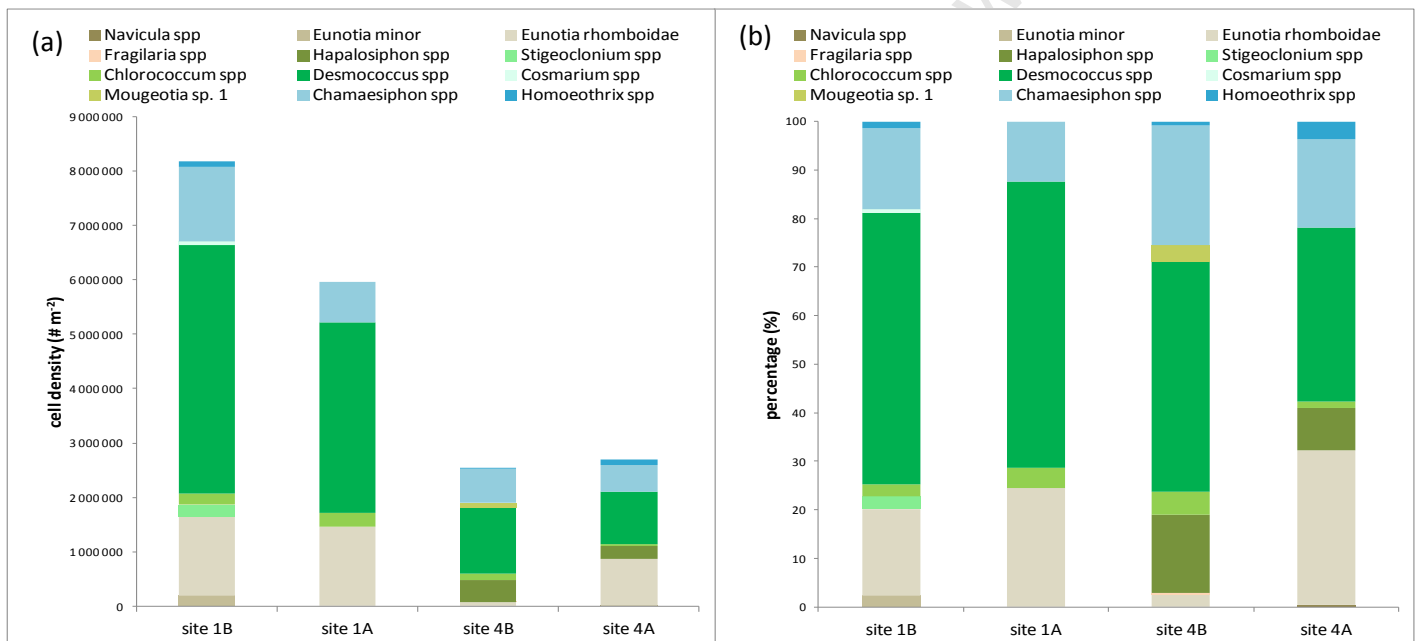 (a)
Navicula spp Eunotia minor Eunotia rhomboidae
Fragilaria spp Hapalosiphon spp Stigeoclonium spp
Chlorococcum spp Desmococcus spp Cosmarium spp
Mougeotia sp. 1 Chamaesiphon spp Homoeothrix spp
cell density (# m⁻²)
9 000 000
8 000 000
7 000 000
6 000 000
5 000 000
4 000 000
3 000 000
2 000 000
1 000 000
0
site 1B site 1A site 4B site 4A
(b)
Navicula spp Eunotia minor Eunotia rhomboidae
Fragilaria spp Hapalosiphon spp Stigeoclonium spp
Chlorococcum spp Desmococcus spp Cosmarium spp
Mougeotia sp. 1 Chamaesiphon spp Homoeothrix spp
percentage (%)
100
90
80
70
60
50
40
30
20
10
0
site 1B site 1A site 4B site 4A